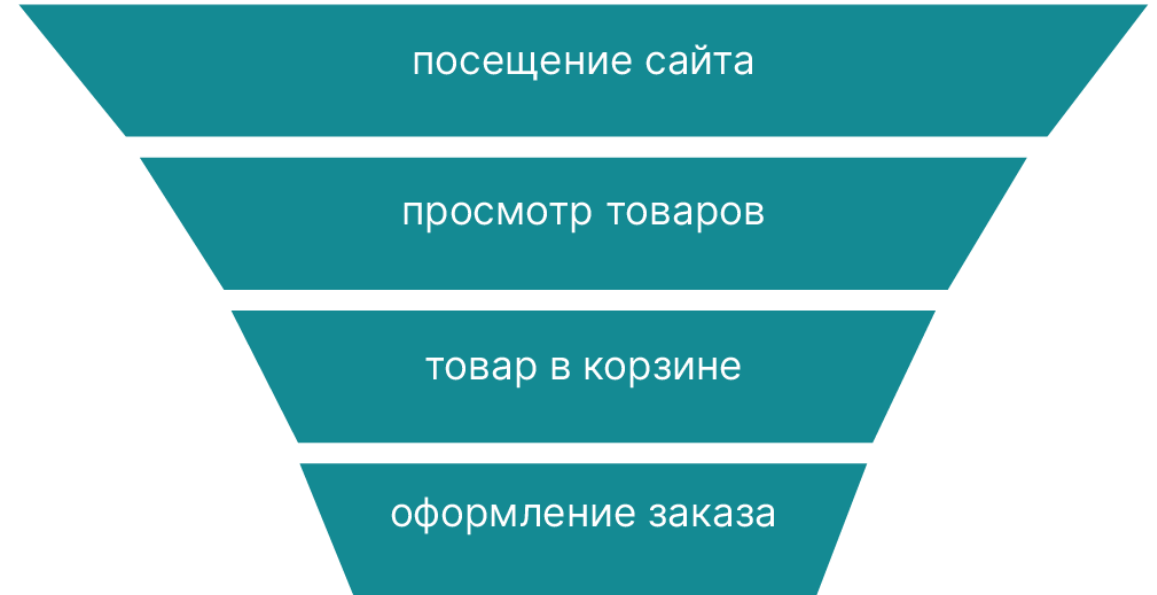 посещение сайта
просмотр товаров
товар в корзине
оформление заказа